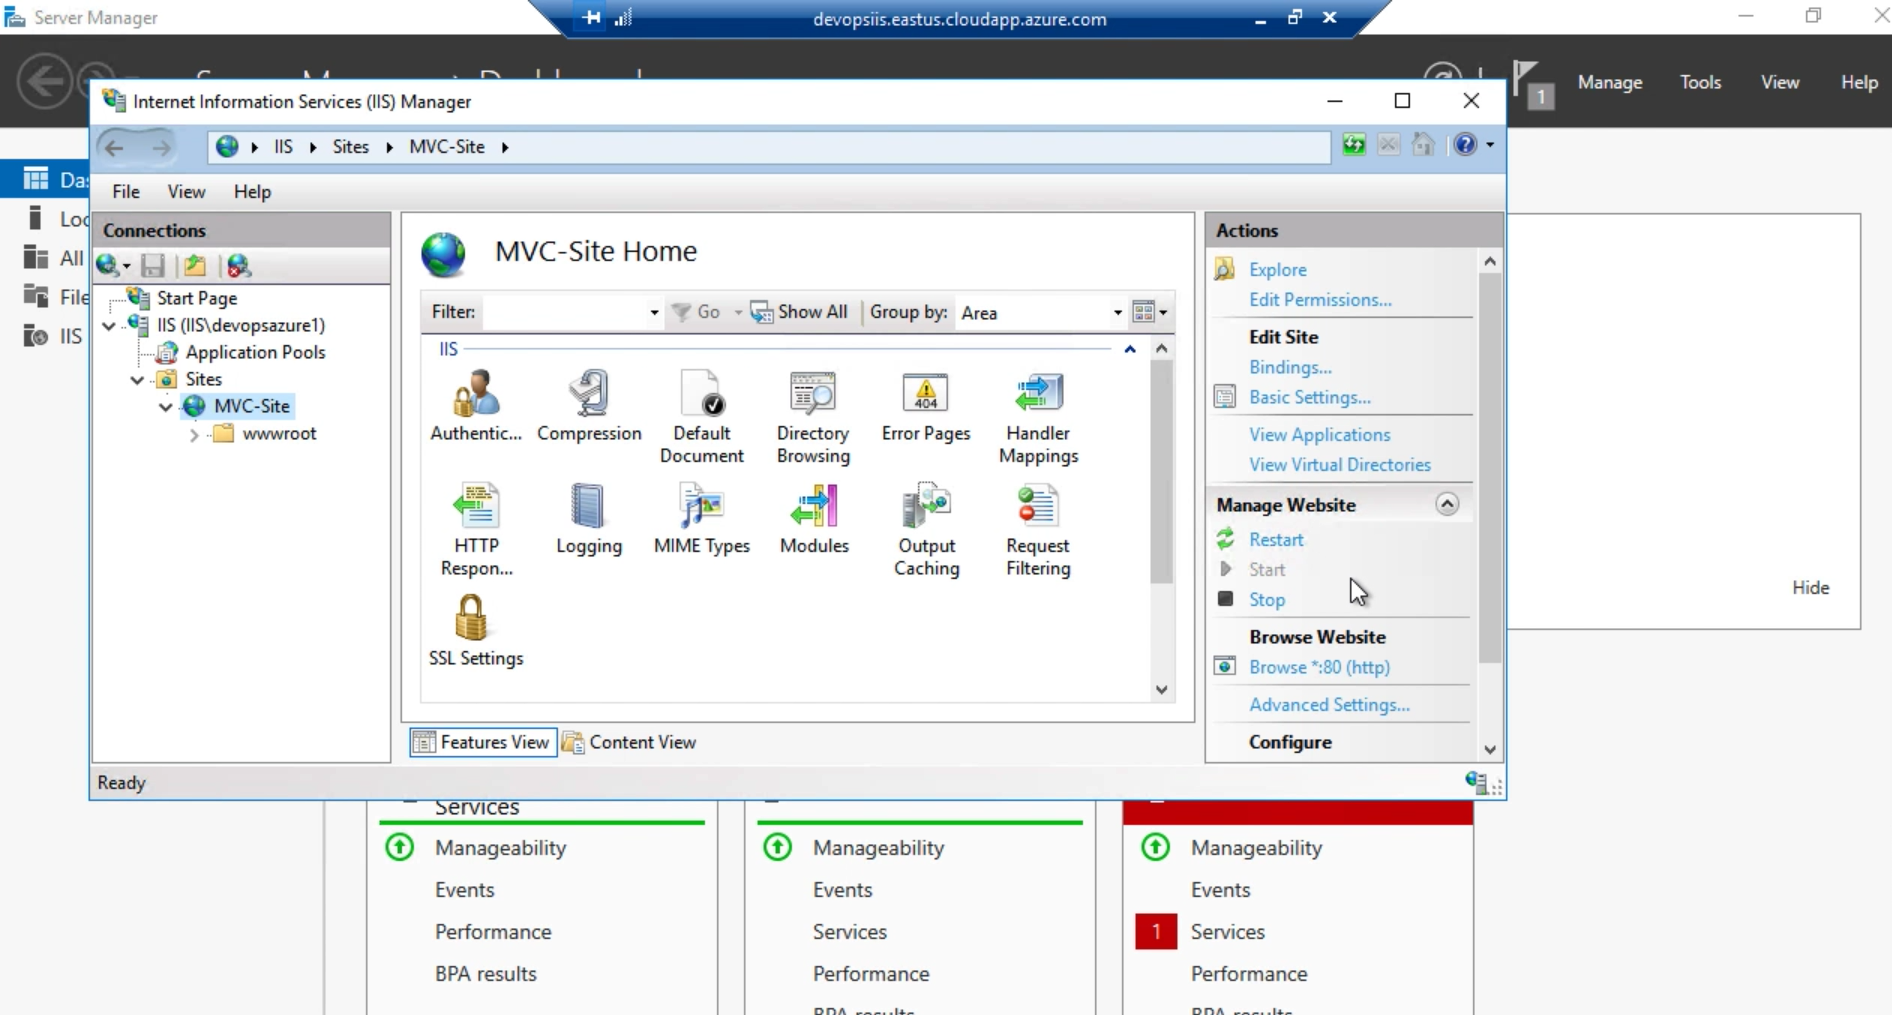 Server Manager
devopsiis.eastus.cloudapp.azure.com
1
Manage
Tools
View
Help
Internet Information Services (IIS) Manager
IIS
Sites
MVC-Site
File
View
Help
Connections
Start Page
IIS (IIS\devopsazure1)
Application Pools
Sites
MVC-Site
wwwroot
MVC-Site Home
Filter:
Go
Show All
Group by:
Area
IIS
Authentic...
Compression
Default
Document
Directory
Browsing
404
Error Pages
Handler
Mappings
HTTP
Respon...
Logging
MIME Types
Modules
Output
Caching
Request
Filtering
SSL Settings
Features View
Content View
Ready
Actions
Explore
Edit Permissions...
Edit Site
Bindings...
Basic Settings...
View Applications
View Virtual Directories
Manage Website
Restart
Start
Stop
Browse Website
Browse *:80 (http)
Advanced Settings...
Configure
Hide
All
IIS
Services
Manageability
Events
Performance
BPA results
Manageability
Events
Services
Performance
BPA results
Manageability
Events
1
Services
Performance
BPA results